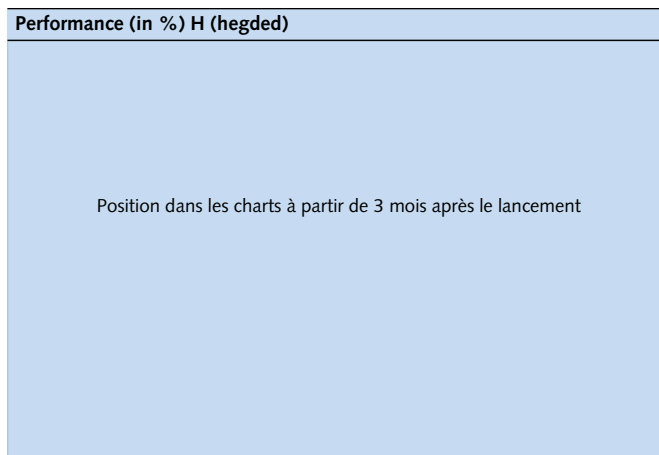 Performance (in %) H (hegded)
Position dans les charts à partir de 3 mois après le lancement